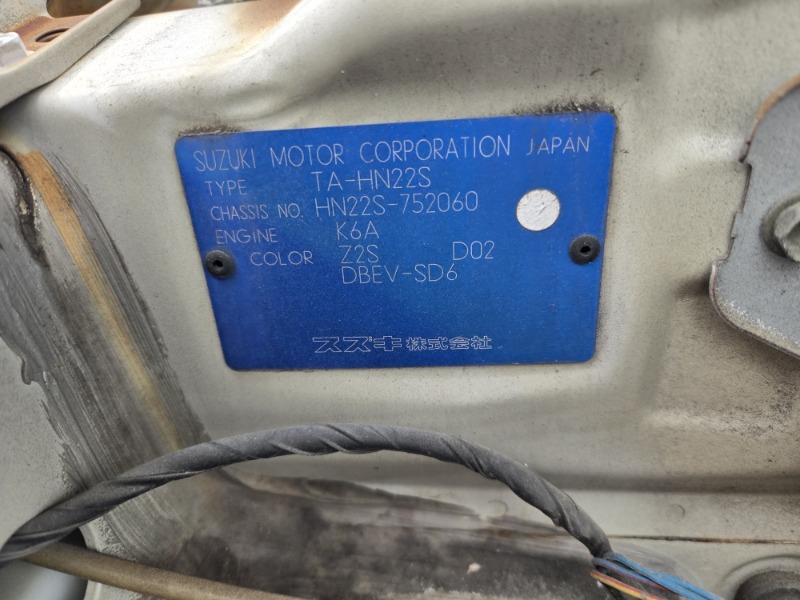 SUZUKI MOTOR CORPORATION JAPAN
TYPE TA-HN22S
CHASSIS NO. HN22S-752060
ENGINE K6A
COLOR Z2S D02
DBEV-SD6
スズキ株式会社